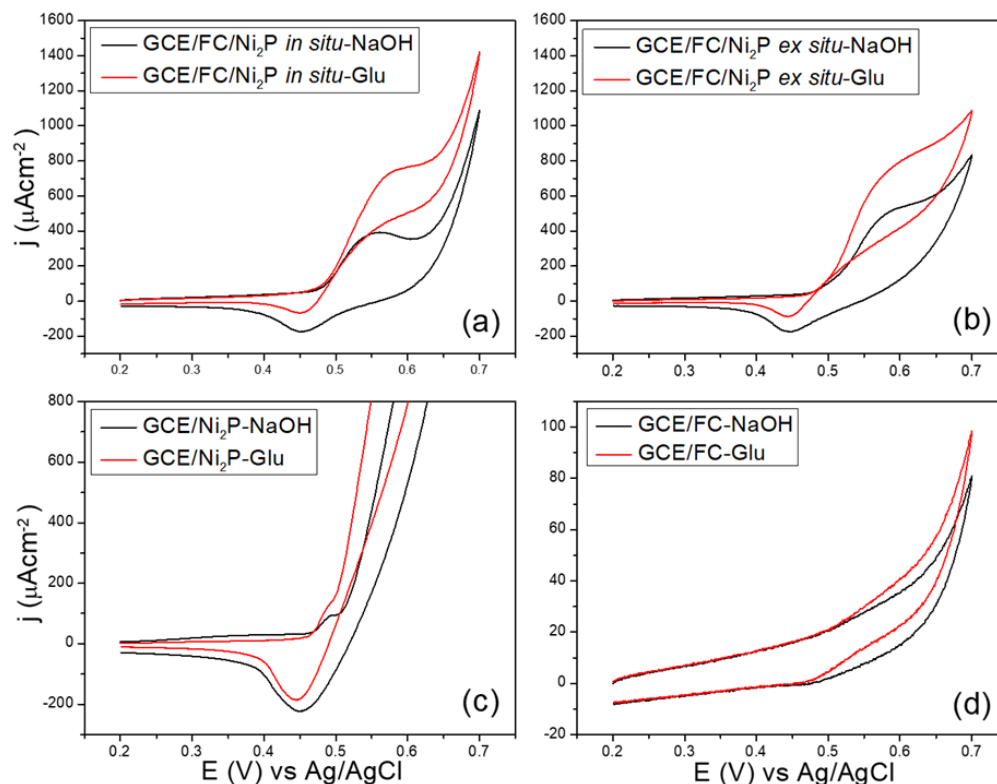 1600
1400
1200
1000
800
600
400
200
0
-200
j (μAcm⁻²)
GCE/FC/Ni₂P in situ-NaOH
GCE/FC/Ni₂P in situ-Glu
(a)
0.2 0.3 0.4 0.5 0.6 0.7
1600
1400
1200
1000
800
600
400
200
0
-200
GCE/FC/Ni₂P ex situ-NaOH
GCE/FC/Ni₂P ex situ-Glu
(b)
0.2 0.3 0.4 0.5 0.6 0.7
800
600
400
200
0
-200
j (μAcm⁻²)
GCE/Ni₂P-NaOH
GCE/Ni₂P-Glu
(c)
0.2 0.3 0.4 0.5 0.6 0.7
E (V) vs Ag/AgCl
100
80
60
40
20
0
-20
GCE/FC-NaOH
GCE/FC-Glu
(d)
0.2 0.3 0.4 0.5 0.6 0.7
E (V) vs Ag/AgCl